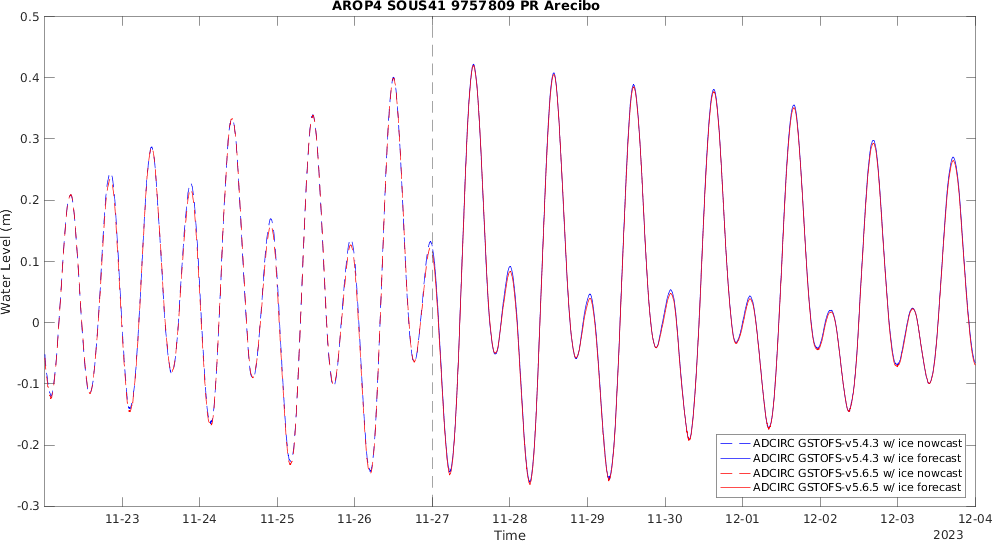 AROP4 SOUS41 9757809 PR Arecibo
0.5
0.4
0.3
0.2
0.1
0
-0.1
-0.2
-0.3
Water Level (m)
ADCIRC GSTOFS-v5.4.3 w/ ice nowcast
ADCIRC GSTOFS-v5.4.3 w/ ice forecast
ADCIRC GSTOFS-v5.6.5 w/ ice nowcast
ADCIRC GSTOFS-v5.6.5 w/ ice forecast
11-23 11-24 11-25 11-26 11-27 11-28 11-29 11-30 12-01 12-02 12-03 12-04
Time
2023